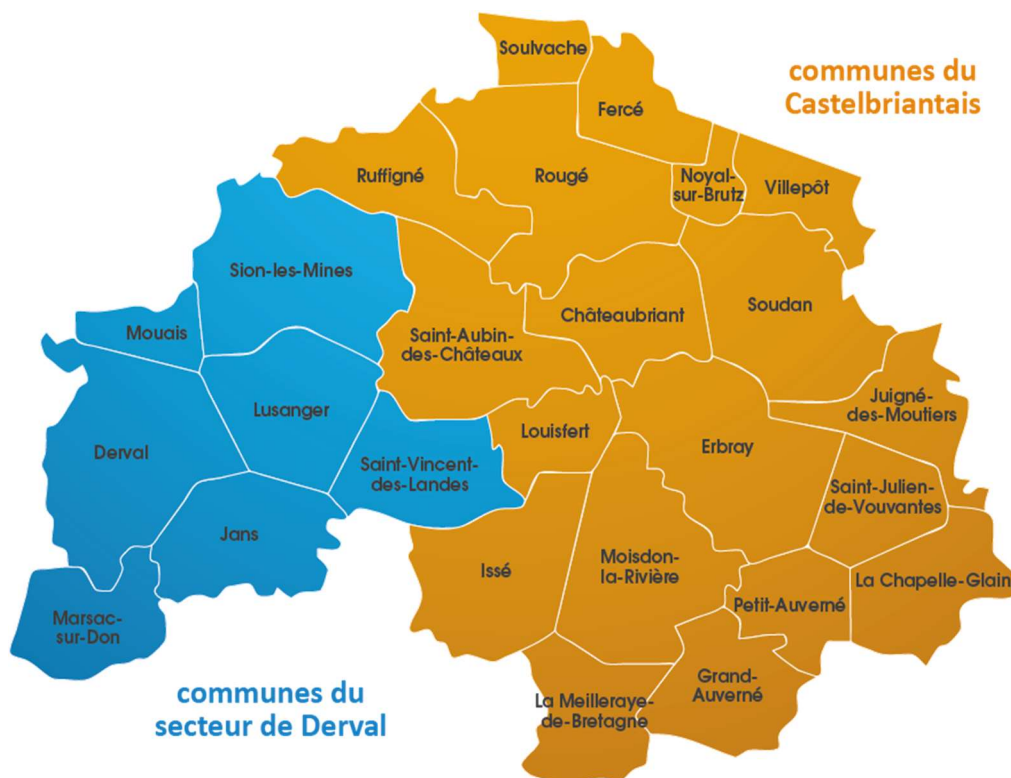 Soulvache
communes du
Castelbriantais
Fercé
Ruffigné
Rougé
Noyal-
sur-Brutz
Villepôt
Sion-les-Mines
Mouais
Saint-Aubin-
des-Châteaux
Châteaubriant
Soudan
Lusanger
Juigné-
des-Moutiers
Derval
Louisfert
Erbray
Saint-Vincent-
des-Landes
Saint-Julien-
de-Vouvantes
Jans
Issé
Moisdon-
la-Rivière
La Chapelle-Glain
Petit-Auverné
Marsac-
sur-Don
Grand-
Auverné
La Meilleraye-
de-Bretagne
communes du
secteur de Derval